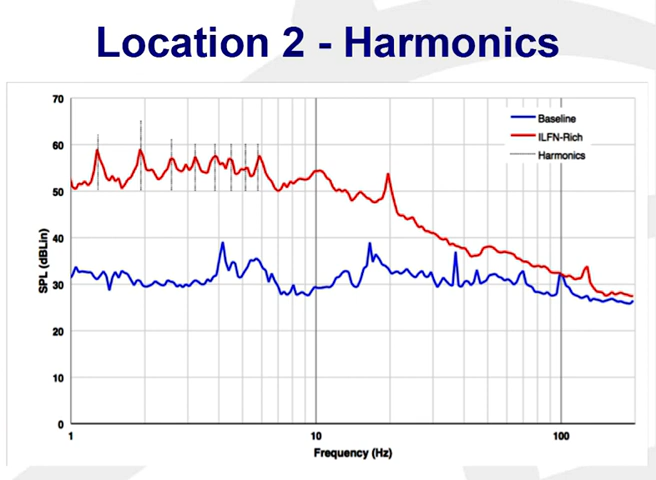 Location 2 - Harmonics
70
60
50
40
30
20
10
0
SPL (dBLin)
Baseline
ILFN-Rich
Harmonics
1
10
100
Frequency (Hz)